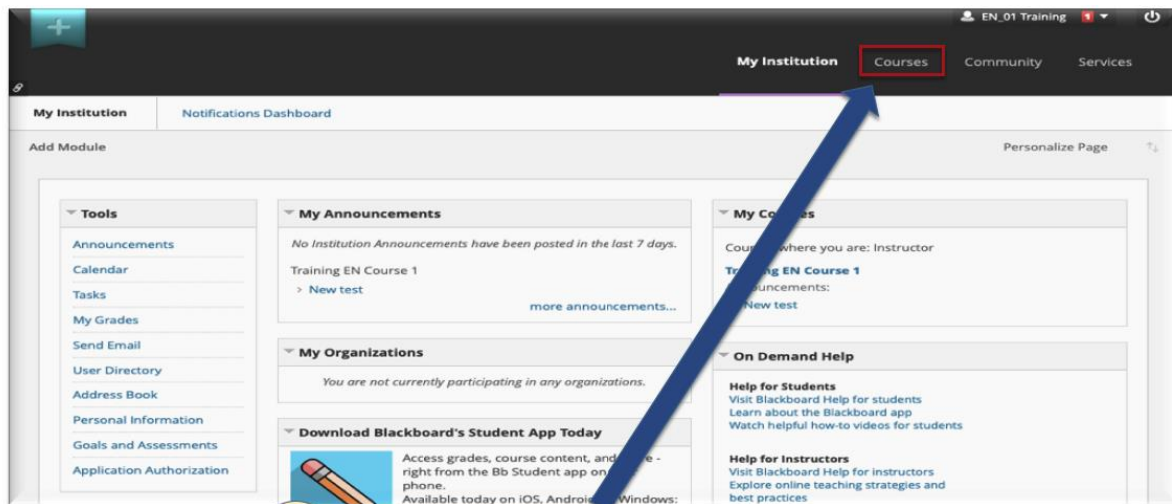 EN_01 Training 1
My Institution Courses Community Services
My Institution Notifications Dashboard
Add Module Personalize Page
Tools
Announcements
Calendar
Tasks
My Grades
Send Email
User Directory
Address Book
Personal Information
Goals and Assessments
Application Authorization
My Announcements
No Institution Announcements have been posted in the last 7 days.
Training EN Course 1
> New test
more announcements...
My Organizations
You are not currently participating in any organizations.
Download Blackboard's Student App Today
Access grades, course content, and -
right from the Bb Student app on
phone.
Available today on iOS, Android Windows:
My Courses
where you are: Instructor
EN Course 1
New test
On Demand Help
Help for Students
Visit Blackboard Help for students
Learn about the Blackboard app
Watch helpful how-to videos for students
Help for Instructors
Visit Blackboard Help for instructors
Explore online teaching strategies and
best practices